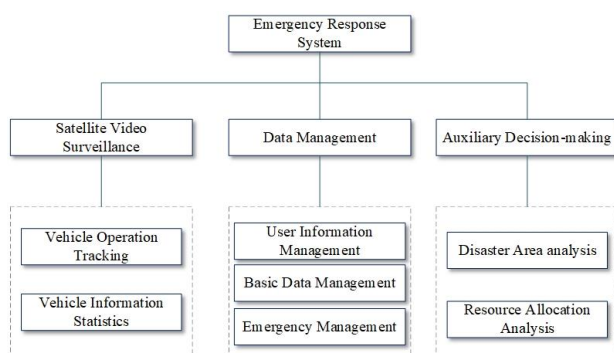 Emergency Response
System
Satellite Video
Surveillance
Data Management
Auxiliary Decision-making
Vehicle Operation
Tracking
Vehicle Information
Statistics
User Information
Management
Basic Data Management
Emergency Management
Disaster Area analysis
Resource Allocation
Analysis